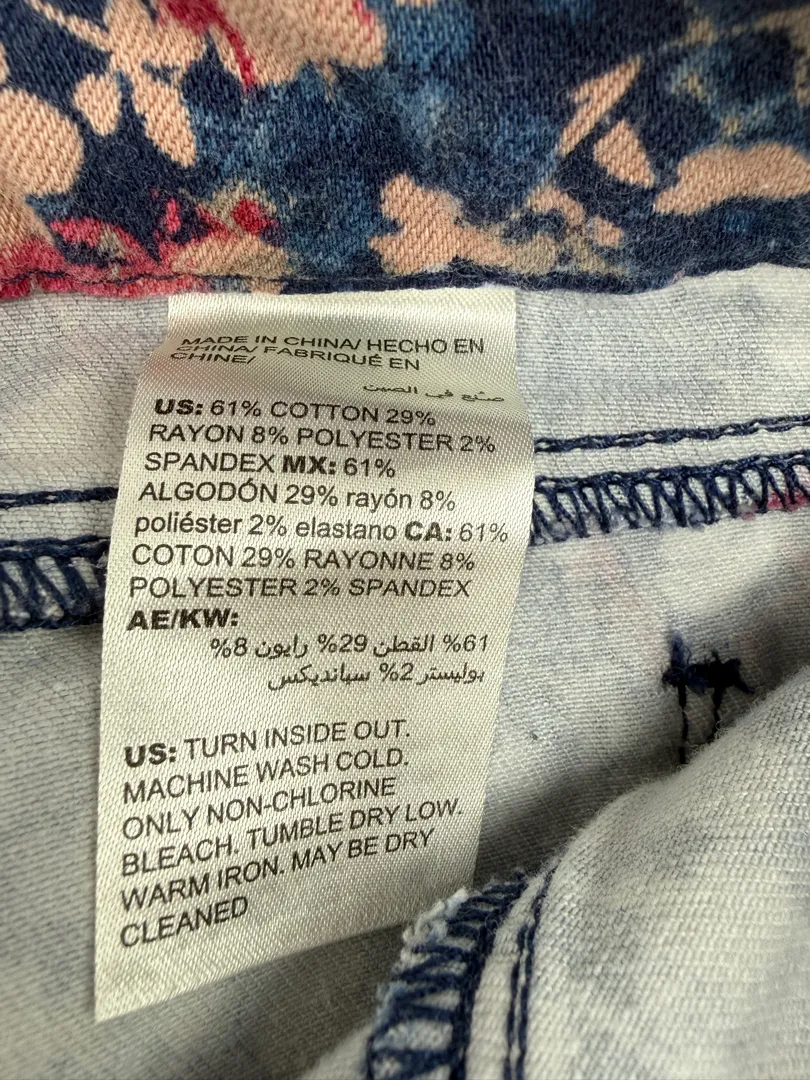 MADE IN CHINA/ HECHO EN
CHINA/ FABRIQUÉ EN
CHINE/
صنع في الصين
US: 61% COTTON 29%
RAYON 8% POLYESTER 2%
SPANDEX MX: 61%
ALGODÓN 29% rayón 8%
poliéster 2% elastano CA: 61%
COTON 29% RAYONNE 8%
POLYESTER 2% SPANDEX
AE/KW:
61% القطن 29% رايون 8%
بوليستر 2% سبانديكس
US: TURN INSIDE OUT.
MACHINE WASH COLD.
ONLY NON-CHLORINE
BLEACH. TUMBLE DRY LOW.
WARM IRON. MAY BE DRY
CLEANED